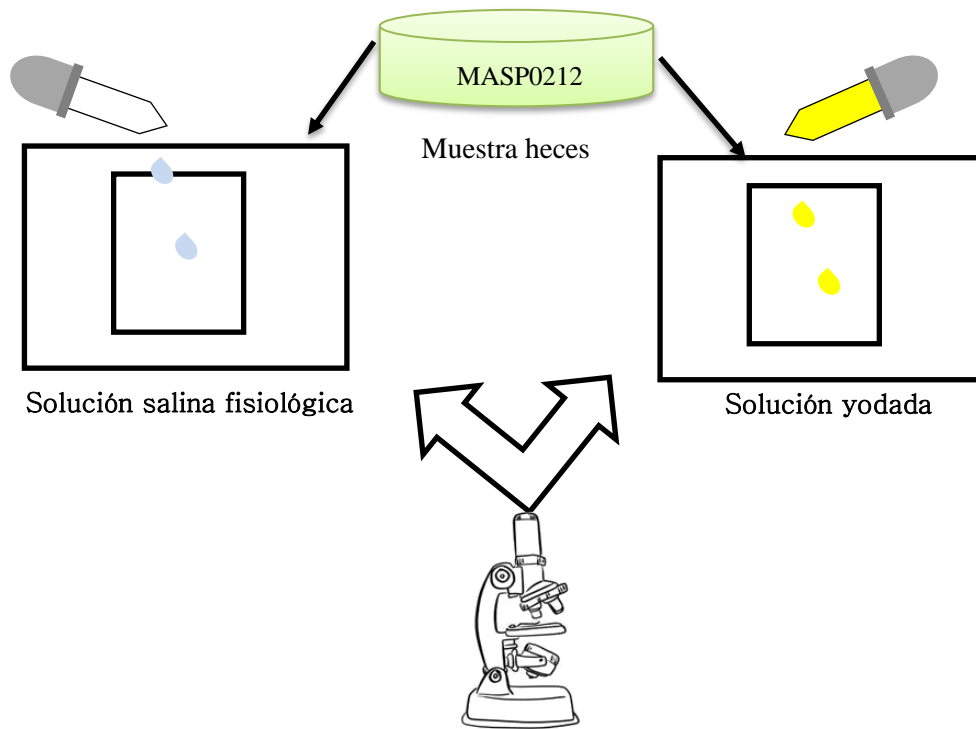 MASP0212
Muestra heces
Solución salina fisiológica
Solución yodada